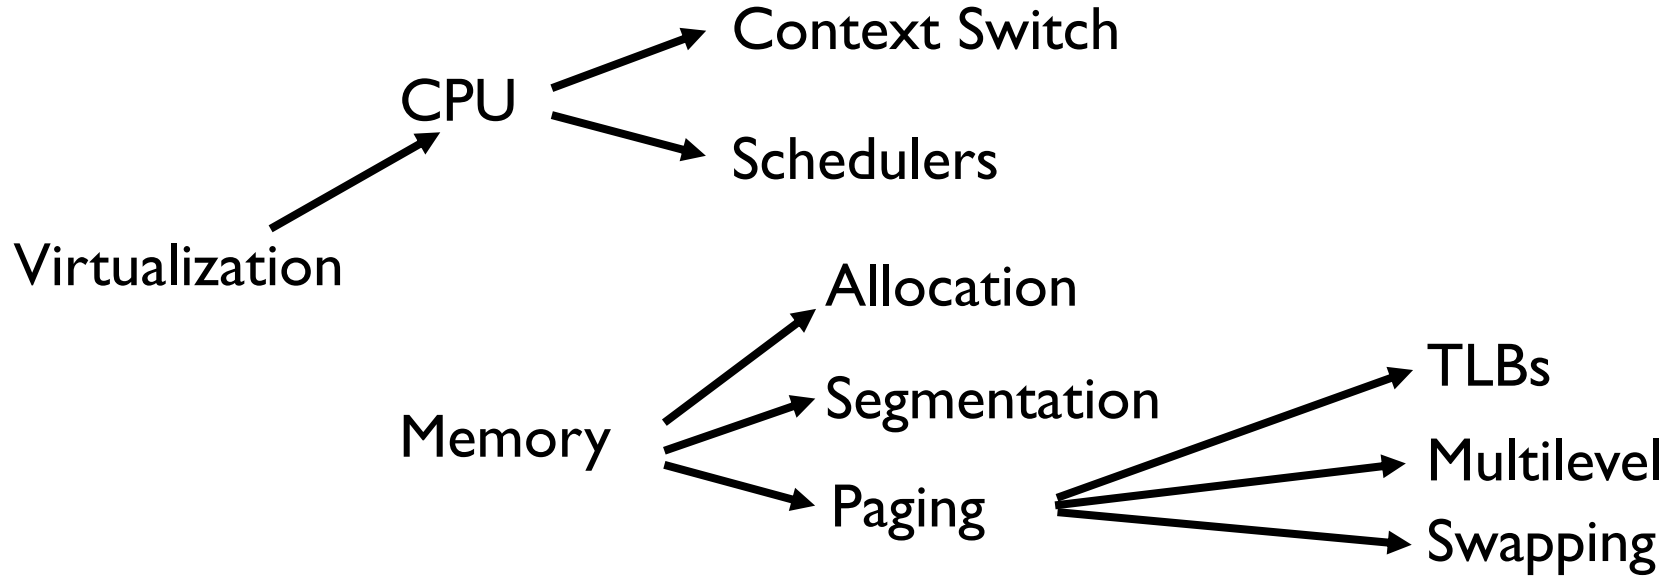 Context Switch
CPU
Schedulers
Virtualization
Allocation
TLBs
Segmentation
Memory
Multilevel
Paging
Swapping